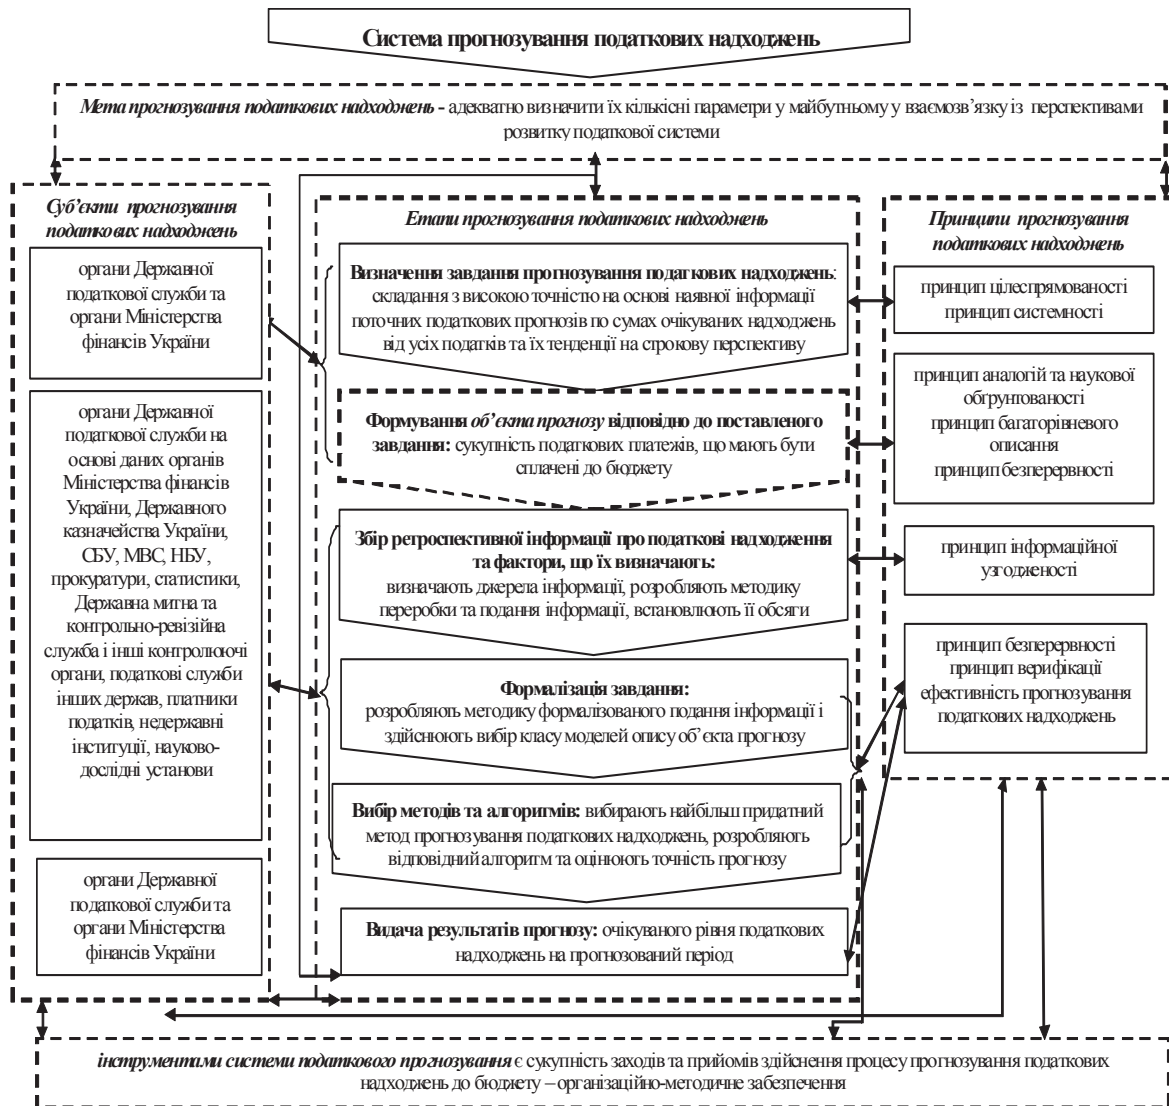 Система прогнозування податкових надходжень
Мета прогнозування податкових надходжень - адекватно визначити їх кількісні параметри у майбутньому у взаємозв’язку із перспективами
розвитку податкової системи
Суб’єкти прогнозування
податкових надходжень
органи Державної
податкової служби та
органи Міністерства
фінансів України
органи Державної
податкової служби на
основі даних органів
Міністерства фінансів
України, Державного
казначейства України,
СБУ, МВС, НБУ,
прокуратури, статистики,
Державна митна та
контрольно-ревізійна
служба і інші контролюючі
органи, податкові служби
інших держав, платники
податків, недержавні
інституції, науково-
дослідні установи
органи Державної
податкової служби та
органи Міністерства
фінансів України
Етапи прогнозування податкових надходжень
Визначення завдання прогнозування податкових надходжень:
складання з високою точністю на основі наявної інформації
поточних податкових прогнозів по сумах очікуваних надходжень
від усіх податків та їх тенденції на строкову перспективу
Формування об’єкта прогнозу відповідно до поставленого
завдання: сукупність податкових платежів, що мають бути
сплачені до бюджету
Збір ретроспективної інформації про податкові надходження
та фактори, що їх визначають:
визначають джерела інформації, розробляють методику
переробки та подання інформації, встановлюють її обсяги
Формалізація завдання:
розробляють методику формалізованого подання інформації і
здійснюють вибір класу моделей опису об’єкта прогнозу
Вибір методів та алгоритмів: вибирають найбільш придатний
метод прогнозування податкових надходжень, розробляють
відповідний алгоритм та оцінюють точність прогнозу
Видача результатів прогнозу: очікуваного рівня податкових
надходжень на прогнозований період
Принципи прогнозування
податкових надходжень
принцип цілеспрямованості
принцип системності
принцип аналогій та наукової
обґрунтованості
принцип багаторівневого
описання
принцип безперервності
принцип інформаційної
узгодженості
принцип безперервності
принцип верифікації
ефективність прогнозування
податкових надходжень
інструментами системи податкового прогнозування є сукупність заходів та прийомів здійснення процесу прогнозування податкових
надходжень до бюджету – організаційно-методичне забезпечення